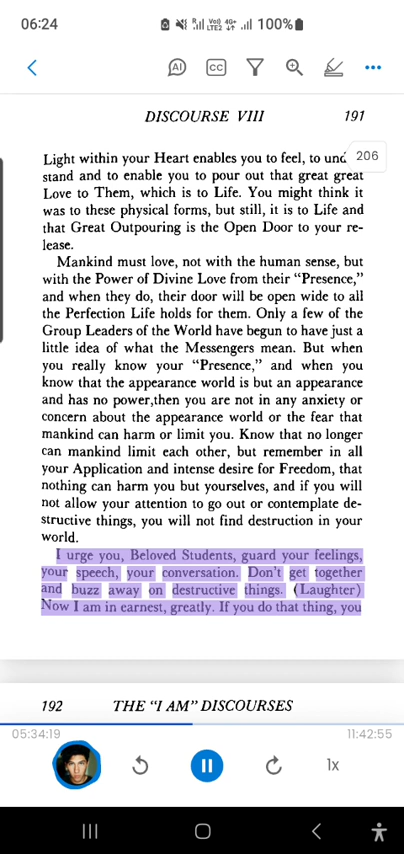 06:24
Vo)) 4G+ 100%
LTE2
AI CC
DISCOURSE VIII 191
206
Light within your Heart enables you to feel, to und
stand and to enable you to pour out that great great
Love to Them, which is to Life. You might think it
was to these physical forms, but still, it is to Life and
that Great Outpouring is the Open Door to your re-
lease.
Mankind must love, not with the human sense, but
with the Power of Divine Love from their “Presence,”
and when they do, their door will be open wide to all
the Perfection Life holds for them. Only a few of the
Group Leaders of the World have begun to have just a
little idea of what the Messengers mean. But when
you really know your “Presence,” and when you
know that the appearance world is but an appearance
and has no power,then you are not in any anxiety or
concern about the appearance world or the fear that
mankind can harm or limit you. Know that no longer
can mankind limit each other, but remember in all
your Application and intense desire for Freedom, that
nothing can harm you but yourselves, and if you will
not allow your attention to go out or contemplate de-
structive things, you will not find destruction in your
world.
I urge you, Beloved Students, guard your feelings,
your speech, your conversation. Don't get together
and buzz away on destructive things. (Laughter)
Now I am in earnest, greatly. If you do that thing, you
192 THE “I AM” DISCOURSES
05:34:19 11:42:55
1x